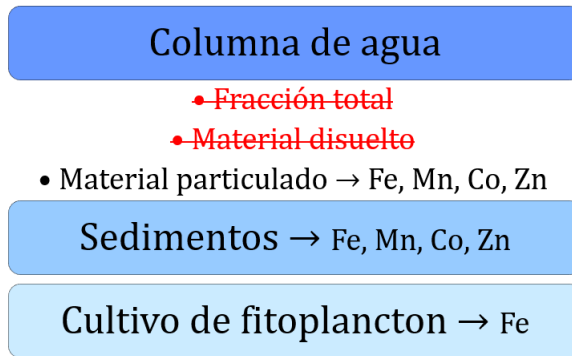 Columna de agua
• Fracción total
• Material disuelto
• Material particulado → Fe, Mn, Co, Zn
Sedimentos → Fe, Mn, Co, Zn
Cultivo de fitoplancton → Fe